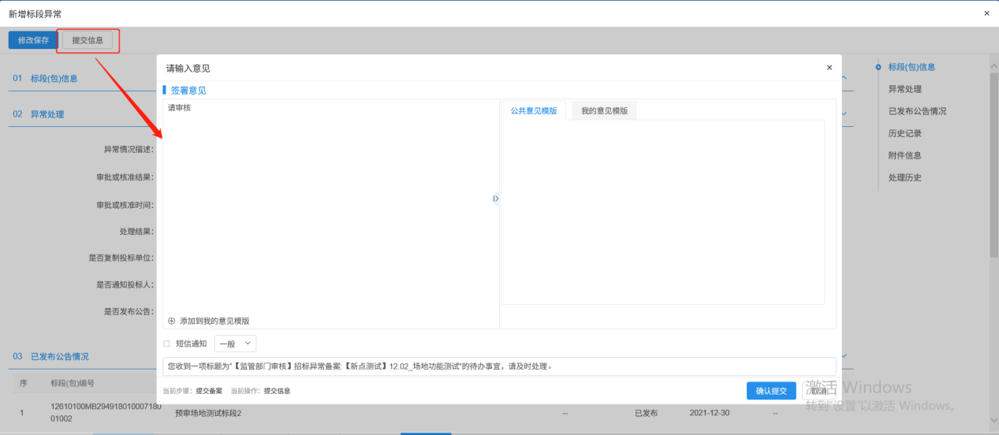 新增标段异常
×
修改保存
提交信息
请输入意见
×
01 标段(包)信息
签署意见
请审核
公共意见模版
我的意见模版
02 异常处理
异常情况描述：
审批或核准结果：
审批或核准时间：
处理结果：
是否复制投标单位：
是否通知投标人：
是否发布公告：
添加到我的意见模版
短信通知
一般
03 已发布公告情况
您收到一项标题为"【监管部门审核】招标异常备案:【新点测试】12.02_场地功能测试"的待办事宜，请及时处理。
序
标段(包)编号
当前步骤：提交备案 当前操作：提交信息
确认提交
取消
1
12610100MB29491801000718001002
预审场地测试标段2
--
已发布
2021-12-30
--
标段(包)信息
异常处理
已发布公告情况
历史记录
附件信息
处理历史
激活 Windows
转到"设置"以激活 Windows。